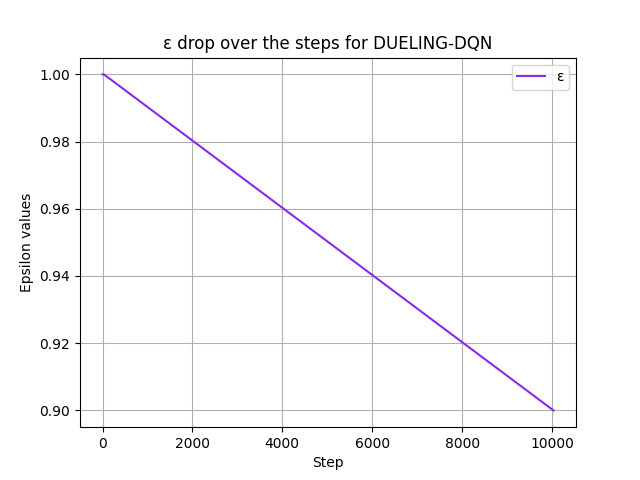 ε drop over the steps for DUELING-DQN
ε
1.00
0.98
0.96
0.94
0.92
0.90
Epsilon values
0 2000 4000 6000 8000 10000
Step